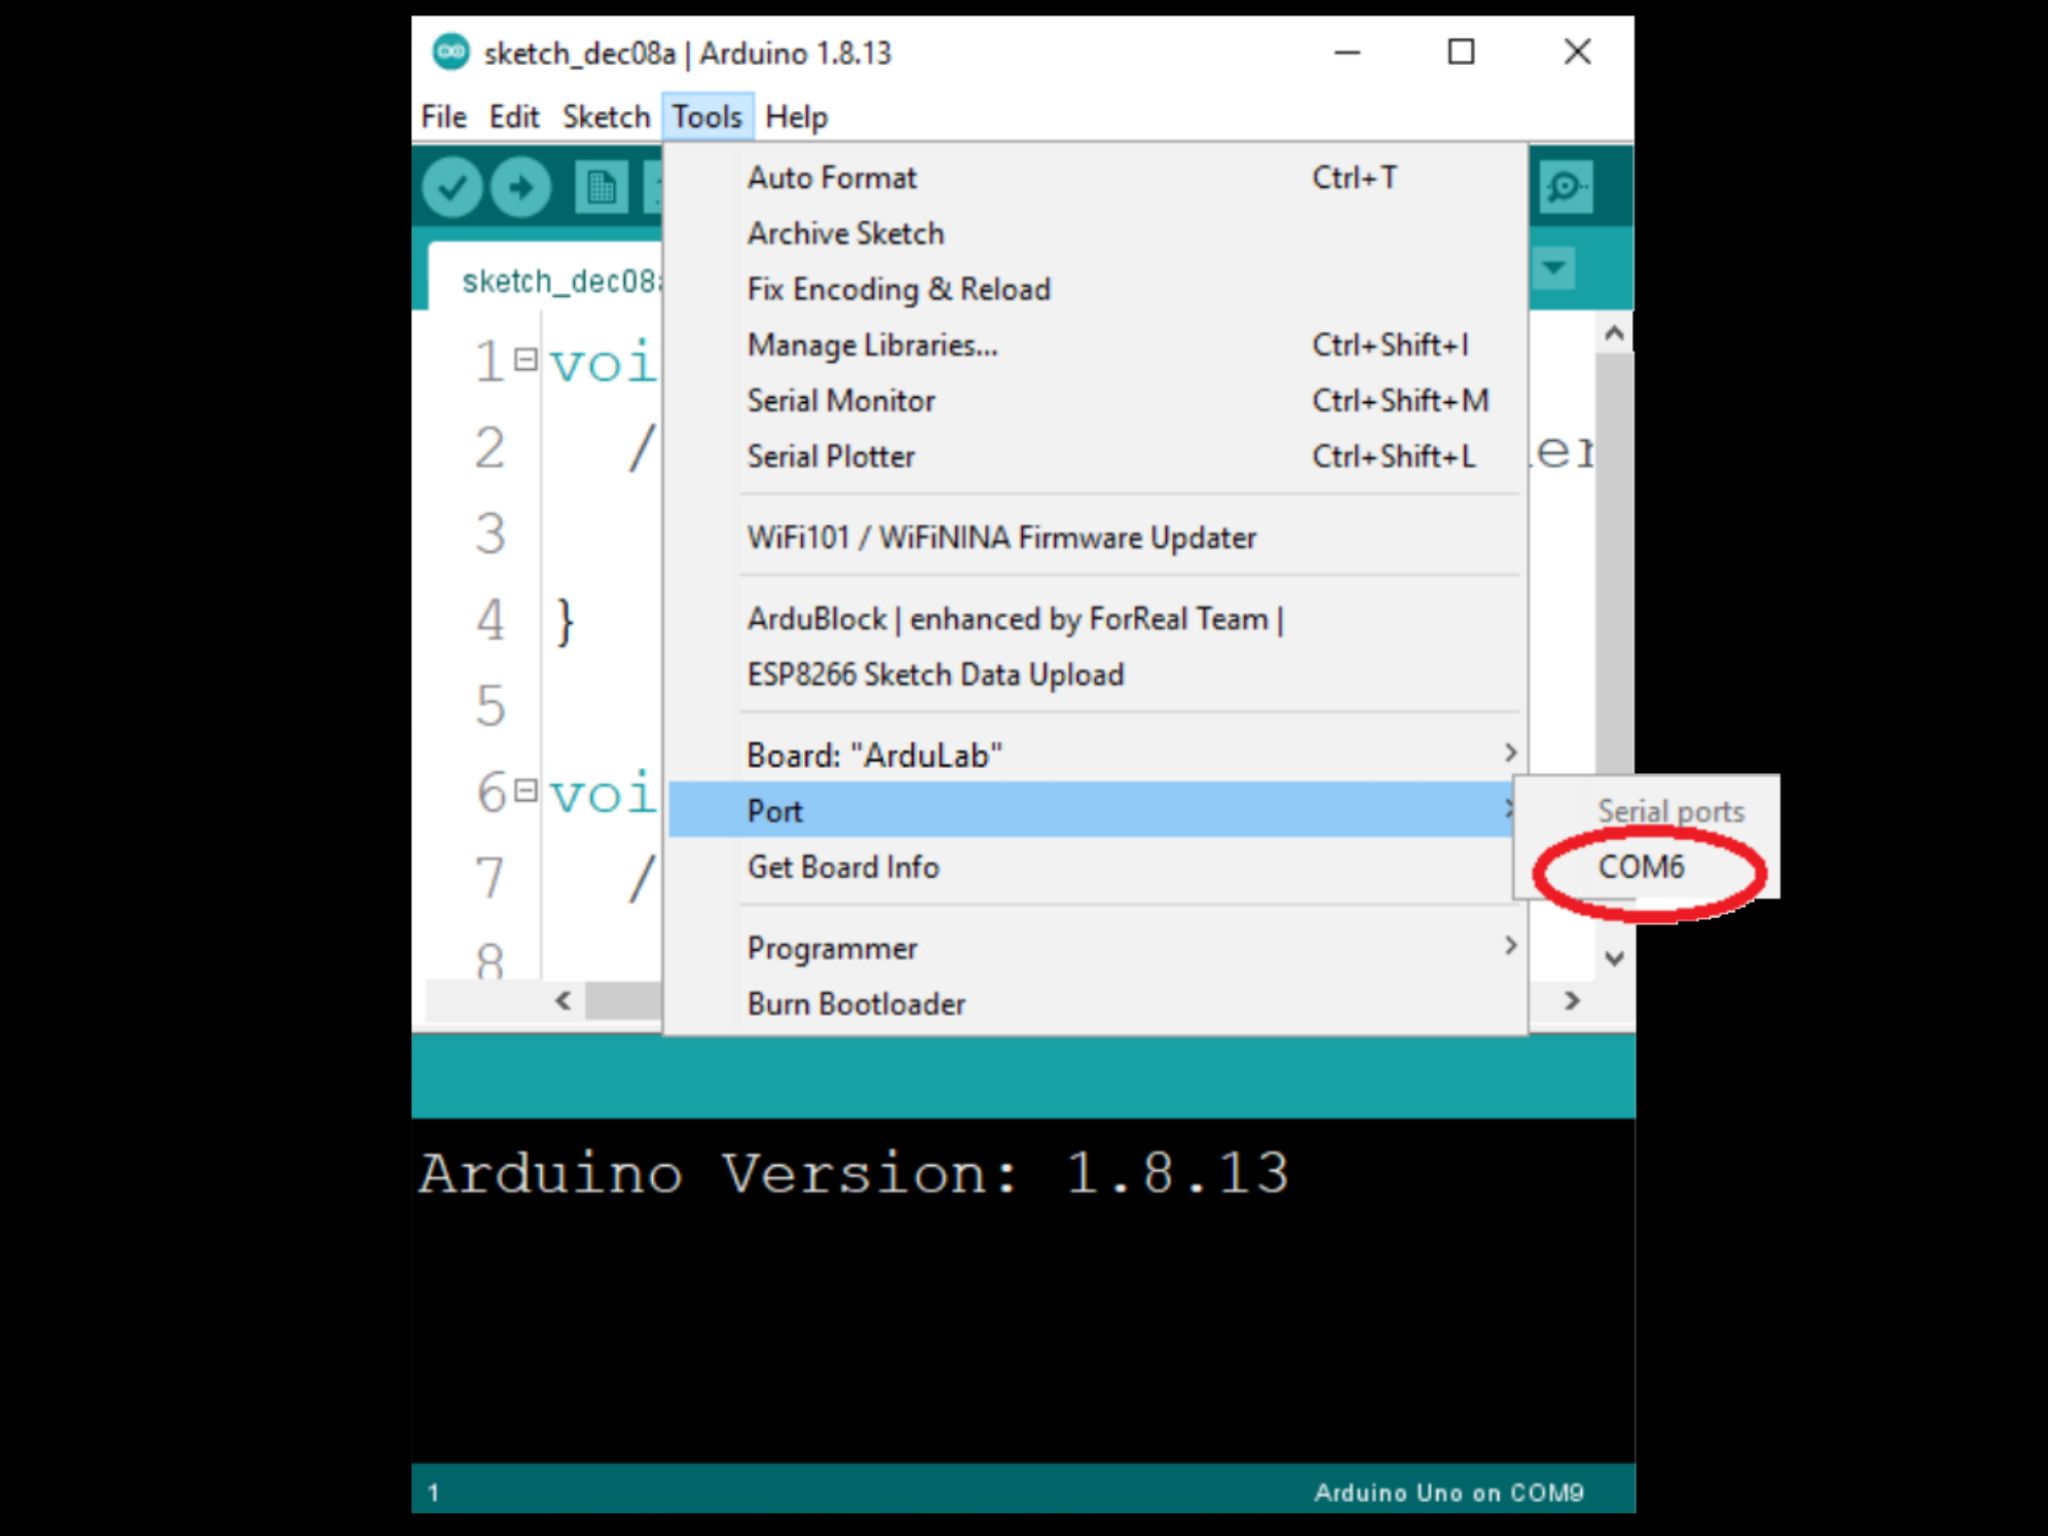 sketch_dec08a | Arduino 1.8.13
File Edit Sketch Tools Help
Auto Format Ctrl+T
Archive Sketch
Fix Encoding & Reload
Manage Libraries... Ctrl+Shift+I
Serial Monitor Ctrl+Shift+M
Serial Plotter Ctrl+Shift+L
WiFi101 / WiFiNINA Firmware Updater
ArduBlock | enhanced by ForReal Team |
ESP8266 Sketch Data Upload
Board: "ArduLab"
Port
Get Board Info
Programmer
Burn Bootloader
Serial ports
COM6
sketch_dec08a
1 voi
2 / er
3
4 }
5
6 voi
7 /
8
Arduino Version: 1.8.13
1 Arduino Uno on COM9